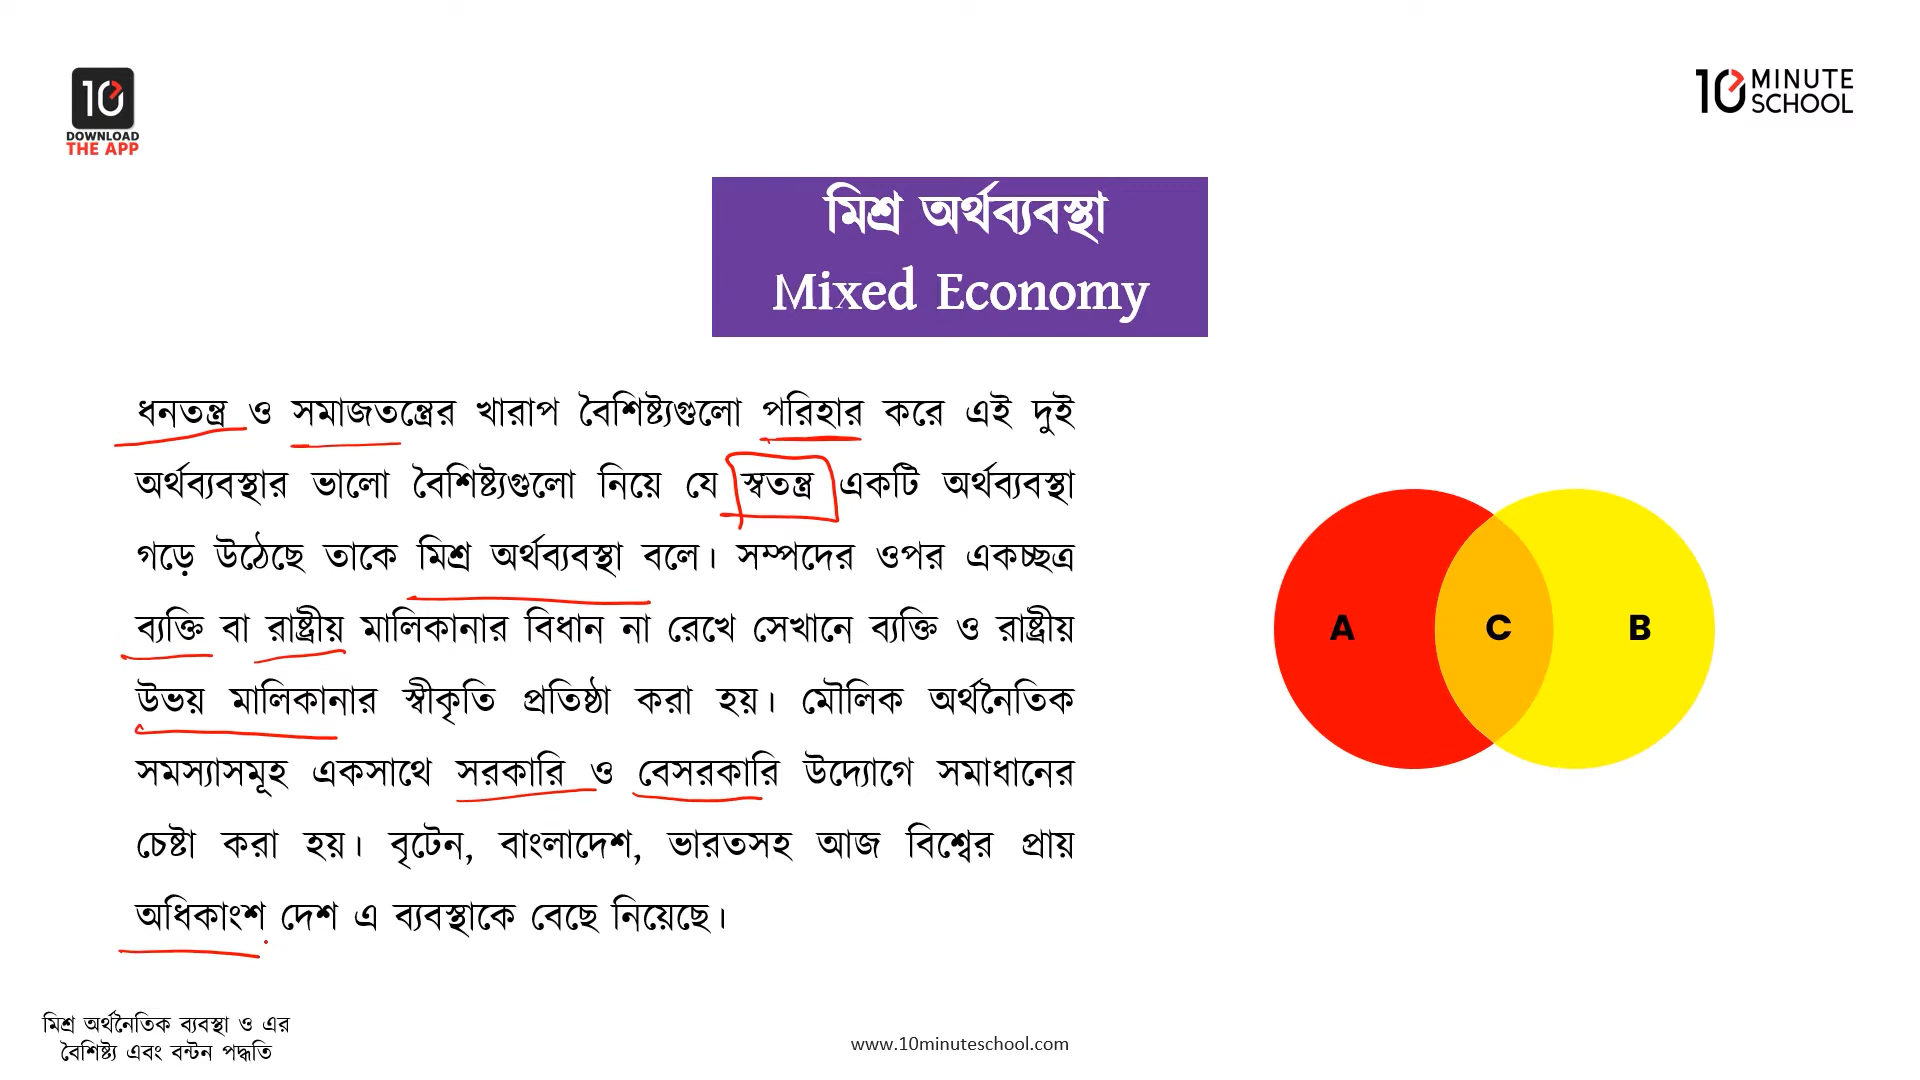 10
DOWNLOAD
THE APP
10 MINUTE
SCHOOL
মিশ্র অর্থব্যবস্থা
Mixed Economy
ধনতন্ত্র ও সমাজতন্ত্রের খারাপ বৈশিষ্ট্যগুলো পরিহার করে এই দুই
অর্থব্যবস্থার ভালো বৈশিষ্ট্যগুলো নিয়ে যে স্বতন্ত্র একটি অর্থব্যবস্থা
গড়ে উঠেছে তাকে মিশ্র অর্থব্যবস্থা বলে। সম্পদের ওপর একচ্ছত্র
ব্যক্তি বা রাষ্ট্রীয় মালিকানার বিধান না রেখে সেখানে ব্যক্তি ও রাষ্ট্রীয়
উভয় মালিকানার স্বীকৃতি প্রতিষ্ঠা করা হয়। মৌলিক অর্থনৈতিক
সমস্যাসমূহ একসাথে সরকারি ও বেসরকারি উদ্যোগে সমাধানের
চেষ্টা করা হয়। বৃটেন, বাংলাদেশ, ভারতসহ আজ বিশ্বের প্রায়
অধিকাংশ দেশ এ ব্যবস্থাকে বেছে নিয়েছে।
A C B
মিশ্র অর্থনৈতিক ব্যবস্থা ও এর
বৈশিষ্ট্য এবং বন্টন পদ্ধতি
www.10minuteschool.com